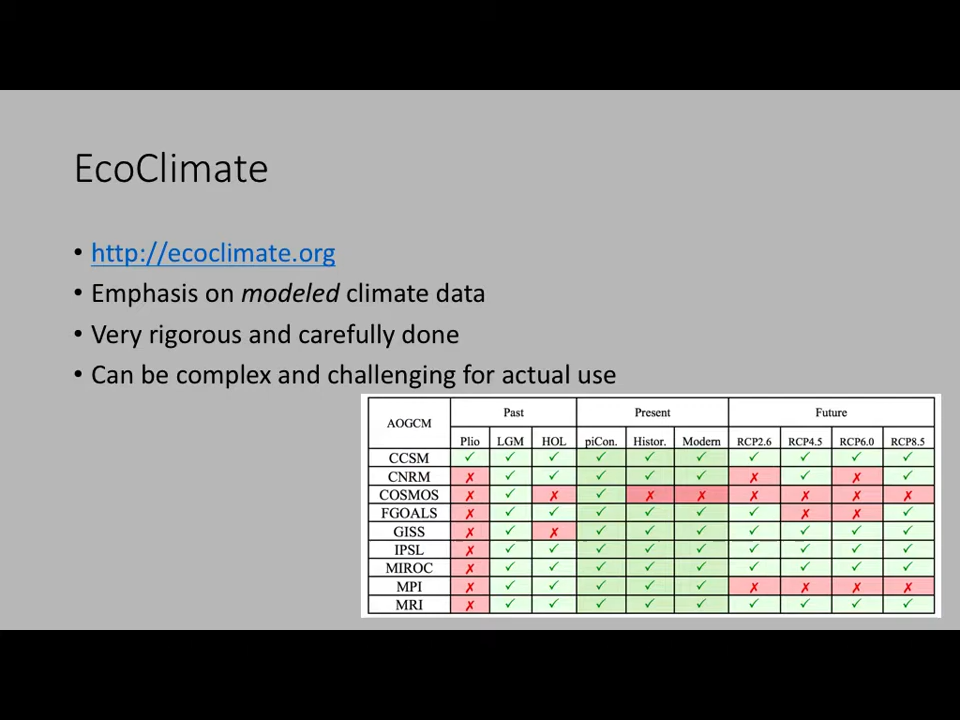 EcoClimate
• http://ecoclimate.org
• Emphasis on modeled climate data
• Very rigorous and carefully done
• Can be complex and challenging for actual use
AOGCM Past Present Future
Plio LGM HOL piCon. Histor. Modern RCP2.6 RCP4.5 RCP6.0 RCP8.5
CCSM ✓ ✓ ✓ ✓ ✓ ✓ ✓ ✓ ✓ ✓
CNRM ✗ ✓ ✓ ✓ ✓ ✓ ✗ ✓ ✗ ✓
COSMOS ✗ ✓ ✗ ✓ ✗ ✗ ✗ ✗ ✗ ✗
FGOALS ✗ ✓ ✓ ✓ ✓ ✓ ✓ ✗ ✗ ✓
GISS ✗ ✓ ✗ ✓ ✓ ✓ ✓ ✓ ✓ ✓
IPSL ✗ ✓ ✓ ✓ ✓ ✓ ✓ ✓ ✓ ✓
MIROC ✗ ✓ ✓ ✓ ✓ ✓ ✓ ✓ ✓ ✓
MPI ✗ ✓ ✓ ✓ ✓ ✓ ✗ ✗ ✗ ✗
MRI ✗ ✓ ✓ ✓ ✓ ✓ ✓ ✓ ✓ ✓